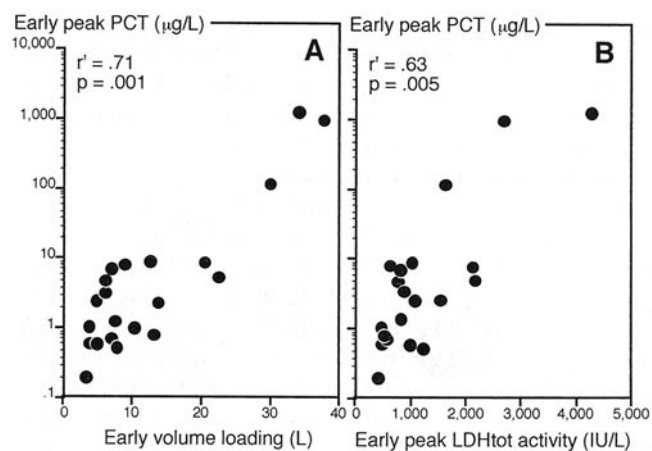 Early peak PCT (μg/L)
A
r' = .71
p = .001
10,000
1,000
100
10
1
.1
0
10
20
30
40
Early volume loading (L)
Early peak PCT (μg/L)
B
r' = .63
p = .005
0
1,000
2,000
3,000
4,000
5,000
Early peak LDHtot activity (IU/L)